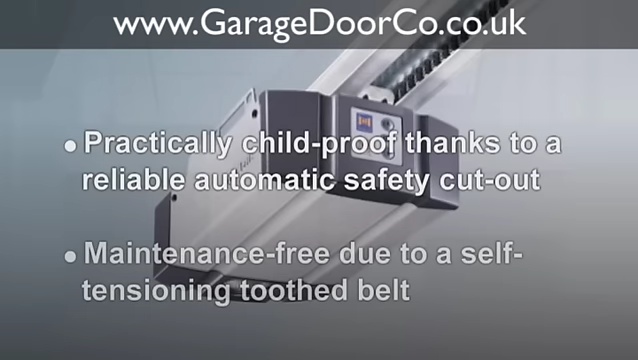 www.GarageDoorCo.co.uk
• Practically child-proof thanks to a
reliable automatic safety cut-out
• Maintenance-free due to a self-
tensioning toothed belt